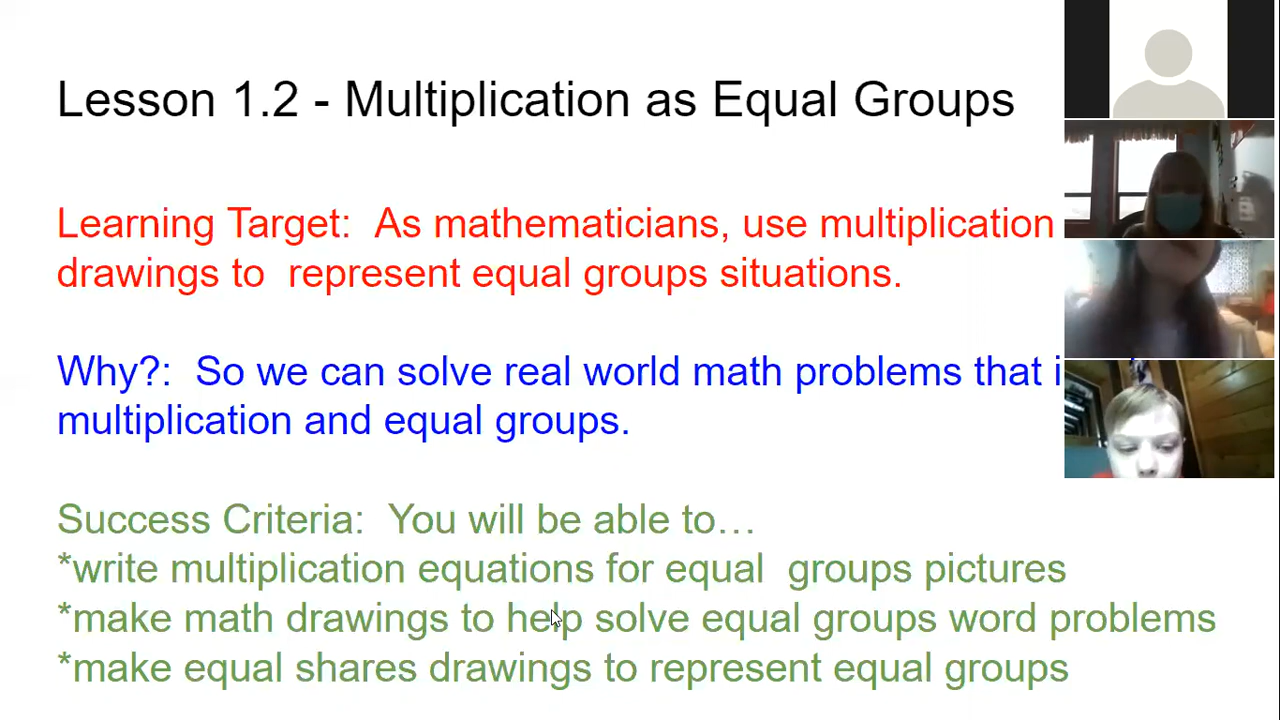 Lesson 1.2 - Multiplication as Equal Groups
Learning Target: As mathematicians, use multiplication
drawings to represent equal groups situations.
Why?: So we can solve real world math problems that
multiplication and equal groups.
Success Criteria: You will be able to…
*write multiplication equations for equal groups pictures
*make math drawings to help solve equal groups word problems
*make equal shares drawings to represent equal groups